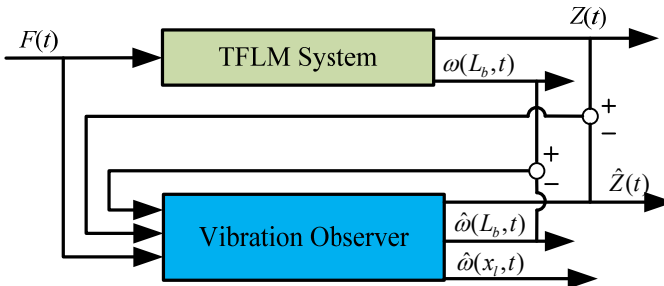 F(t)
Z(t)
TFLM System
ω(L_b,t)
+
−
+
−
Ẑ(t)
Vibration Observer
ω̂(L_b,t)
ω̂(x_l,t)